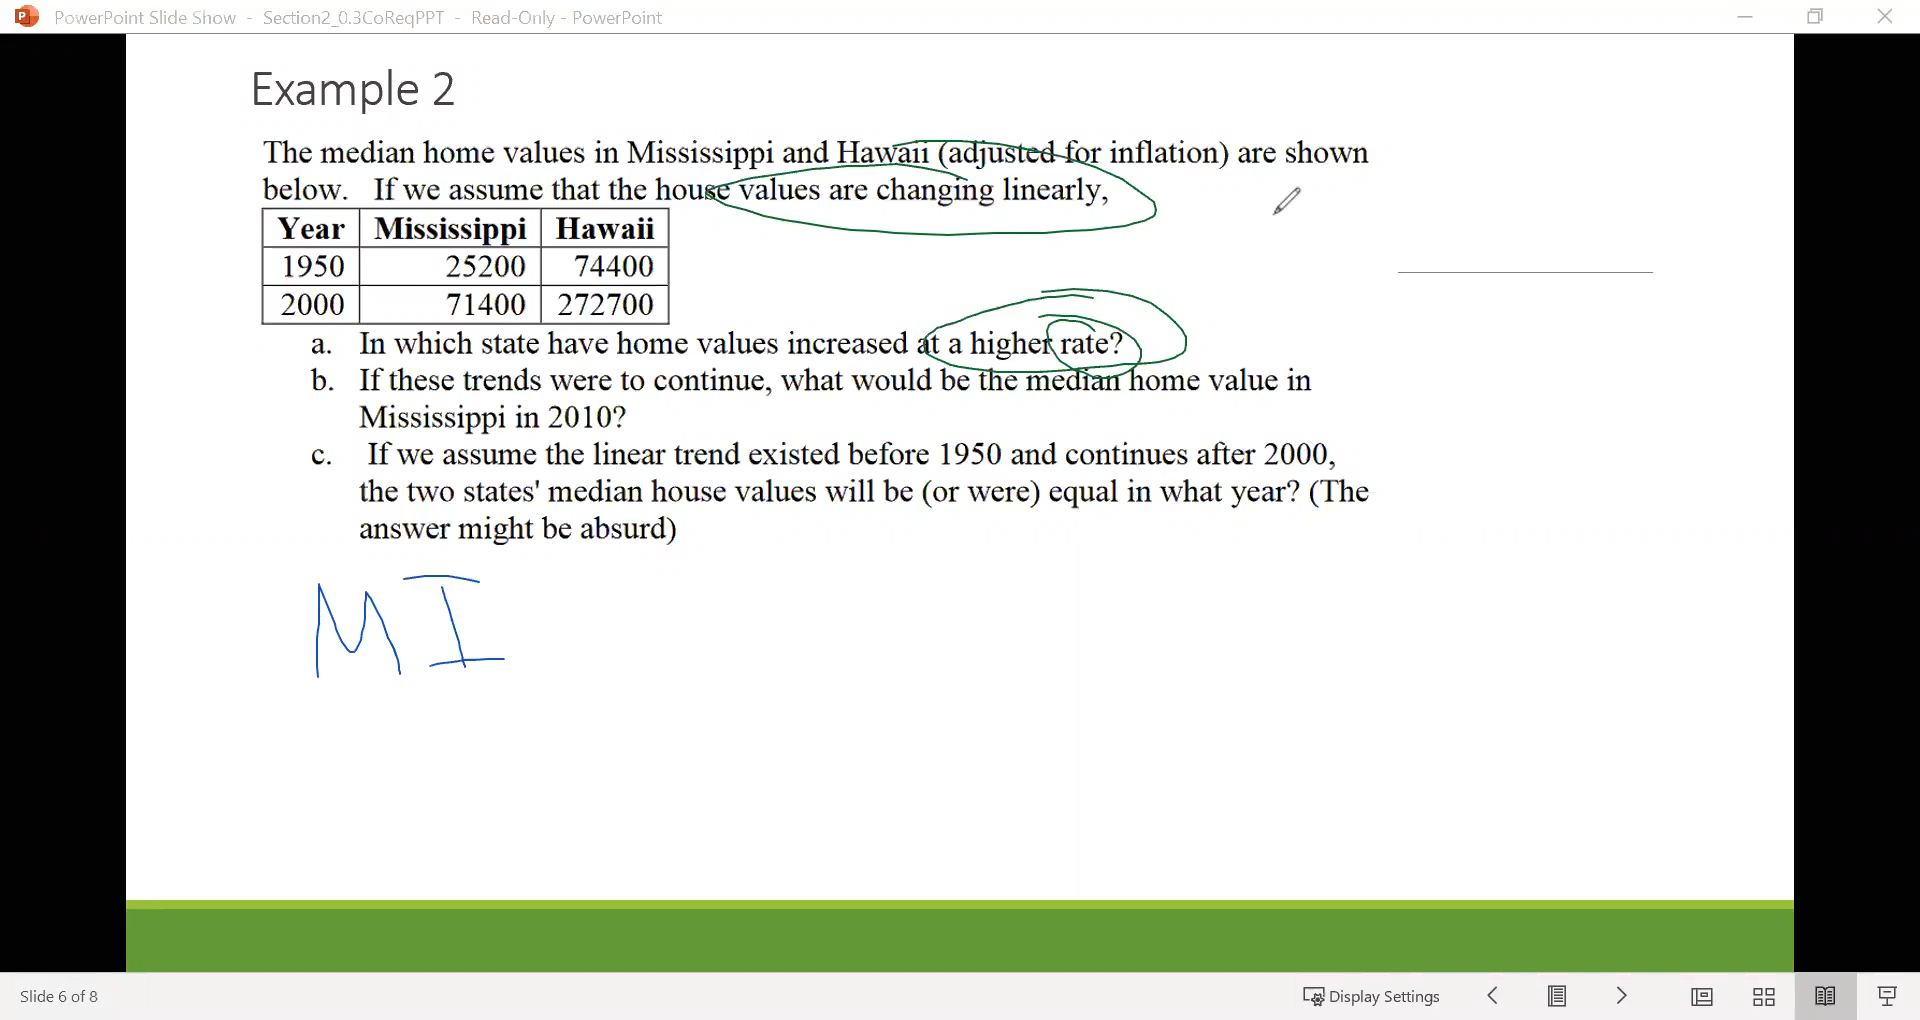 PowerPoint Slide Show - Section2_0.3CoReqPPT - Read-Only - PowerPoint
Example 2
The median home values in Mississippi and Hawaii (adjusted for inflation) are shown
below. If we assume that the house values are changing linearly,
Year Mississippi Hawaii
1950 25200 74400
2000 71400 272700
a. In which state have home values increased at a higher rate?
b. If these trends were to continue, what would be the median home value in
Mississippi in 2010?
c. If we assume the linear trend existed before 1950 and continues after 2000,
the two states' median house values will be (or were) equal in what year? (The
answer might be absurd)
MI
Slide 6 of 8 Display Settings